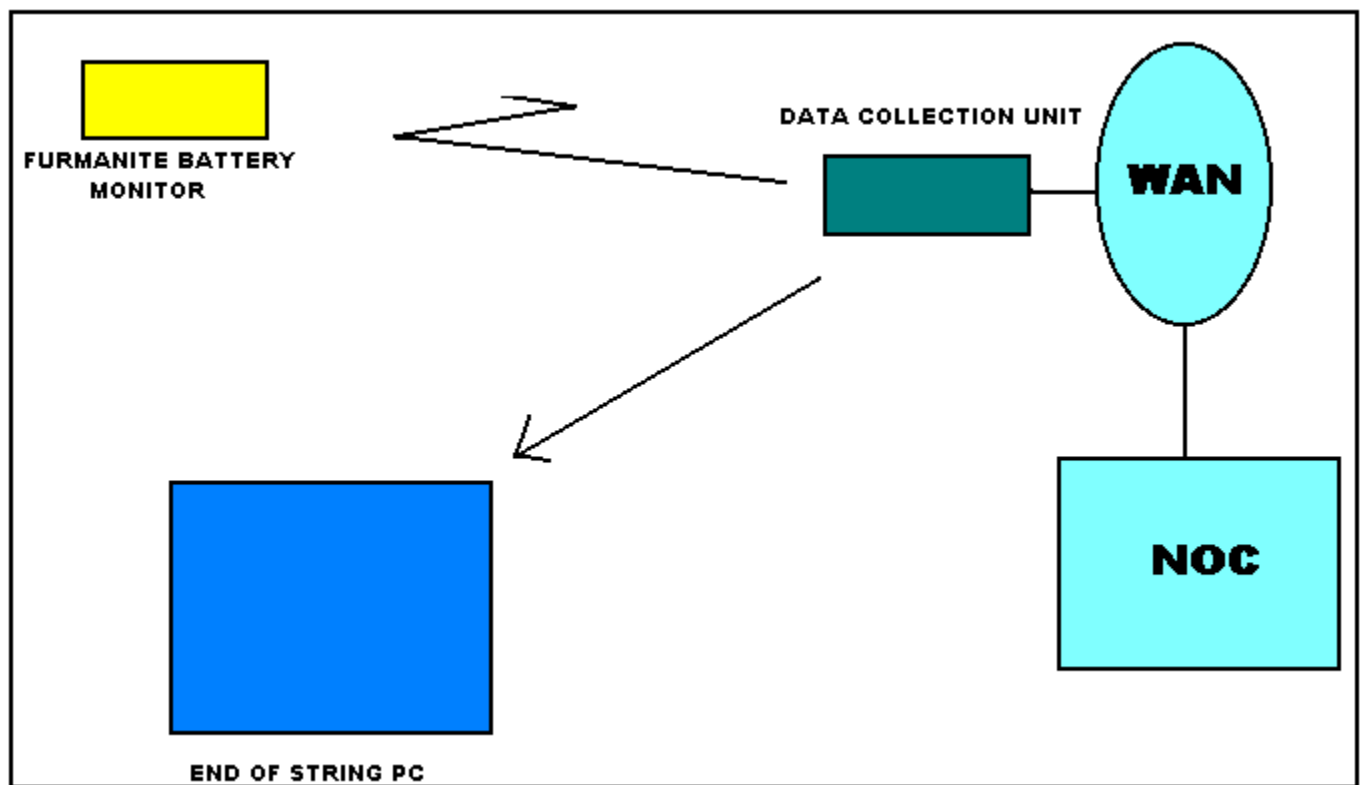 DATA COLLECTION UNIT
FURMANITE BATTERY
MONITOR
WAN
NOC
END OF STRING PC